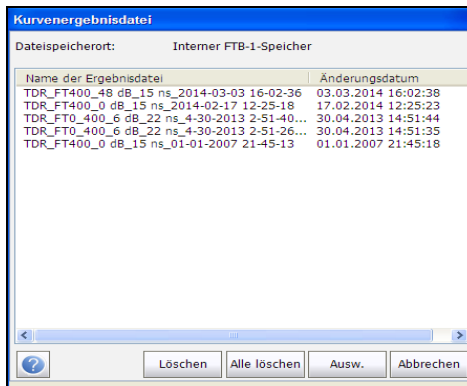 Kurvenergebnisdatei
Dateispeicherort: Interner FTB-1-Speicher
Name der Ergebnisdatei Änderungsdatum
TDR_FT400_48 dB_15 ns_2014-03-03 16-02-36 03.03.2014 16:02:38
TDR_FT400_0 dB_15 ns_2014-02-17 12-25-18 17.02.2014 12:25:23
TDR_FT0_400_6 dB_22 ns_4-30-2013 2-51-40... 30.04.2013 14:51:44
TDR_FT0_400_6 dB_22 ns_4-30-2013 2-51-26... 30.04.2013 14:51:35
TDR_FT400_0 dB_15 ns_01-01-2007 21-45-13 01.01.2007 21:45:18
? Löschen Alle löschen Ausw. Abbrechen